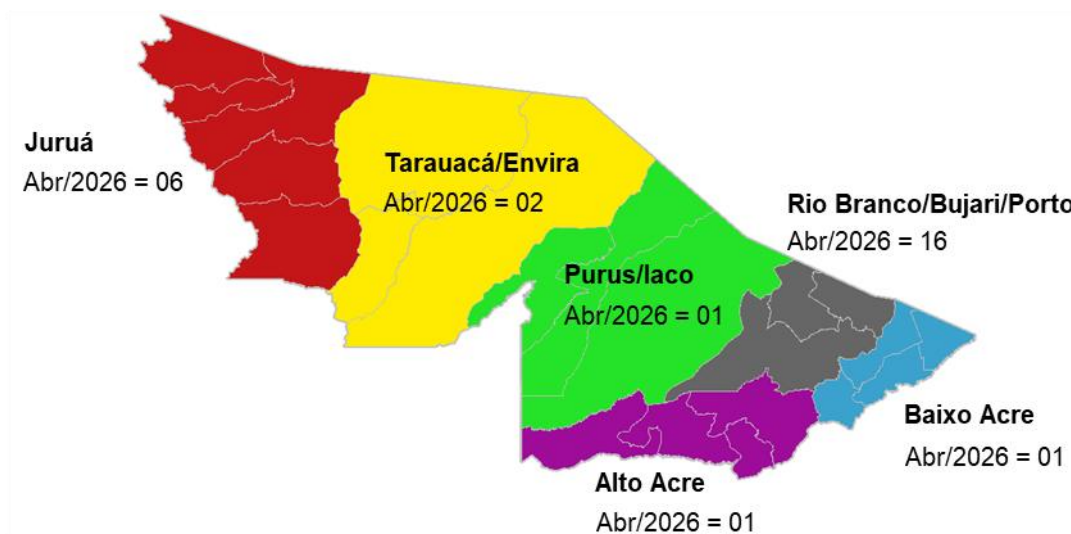 Juruá
Abr/2026 = 06
Tarauacá/Envira
Abr/2026 = 02
Rio Branco/Bujari/Porto
Abr/2026 = 16
Purus/Iaco
Abr/2026 = 01
Baixo Acre
Abr/2026 = 01
Alto Acre
Abr/2026 = 01